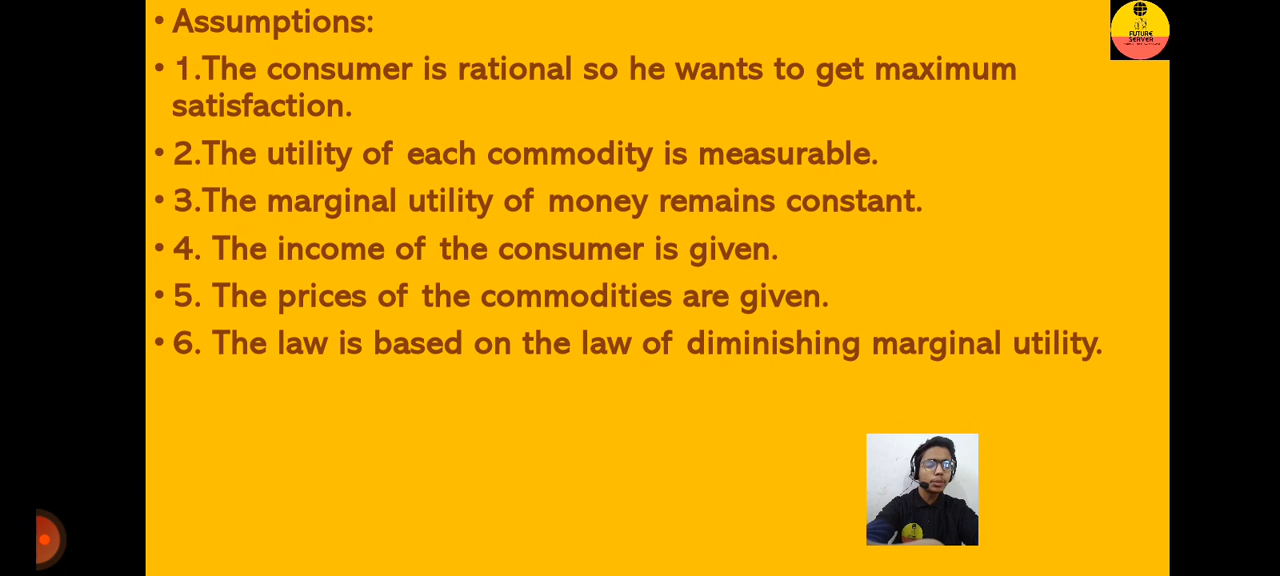 • Assumptions:
• 1.The consumer is rational so he wants to get maximum
satisfaction.
• 2.The utility of each commodity is measurable.
• 3.The marginal utility of money remains constant.
• 4. The income of the consumer is given.
• 5. The prices of the commodities are given.
• 6. The law is based on the law of diminishing marginal utility.
FUTURE
SERVER